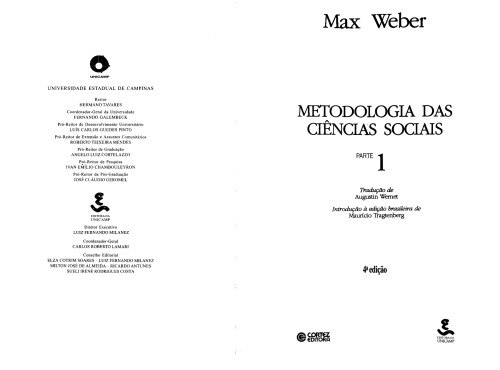 UNICAMP
UNIVERSIDADE ESTADUAL DE CAMPINAS
Reitor
HERMANO TAVARES
Coordenador-Geral da Universidade
FERNANDO GALEMBECK
Pró-Reitor de Desenvolvimento Universitário
LUÍS CARLOS GUEDES PINTO
Pró-Reitor de Extensão e Assuntos Comunitários
ROBERTO TEIXEIRA MENDES
Pró-Reitor de Graduação
ANGELO LUIZ CORTELAZZO
Pró-Reitor de Pesquisa
IVAN EMÍLIO CHAMBOULEYRON
Pró-Reitor de Pós-Graduação
JOSÉ CLÁUDIO GEROMEL
EDITORA DA
UNICAMP
Diretor Executivo
LUIZ FERNANDO MILANEZ
Coordenador-Geral
CARLOS ROBERTO LAMARI
Conselho Editorial
ELZA COTRIM SOARES - LUIZ FERNANDO MILANEZ
MILTON JOSÉ DE ALMEIDA - RICARDO ANTUNES
SUELI IRENE RODRIGUES COSTA
Max Weber
METODOLOGIA DAS
CIÊNCIAS SOCIAIS
PARTE 1
Tradução de
Augustin Wernet
Introdução à edição brasileira de
Maurício Tragtenberg
4ª edição
CORTEZ
EDITORA
EDITORA DA
UNICAMP